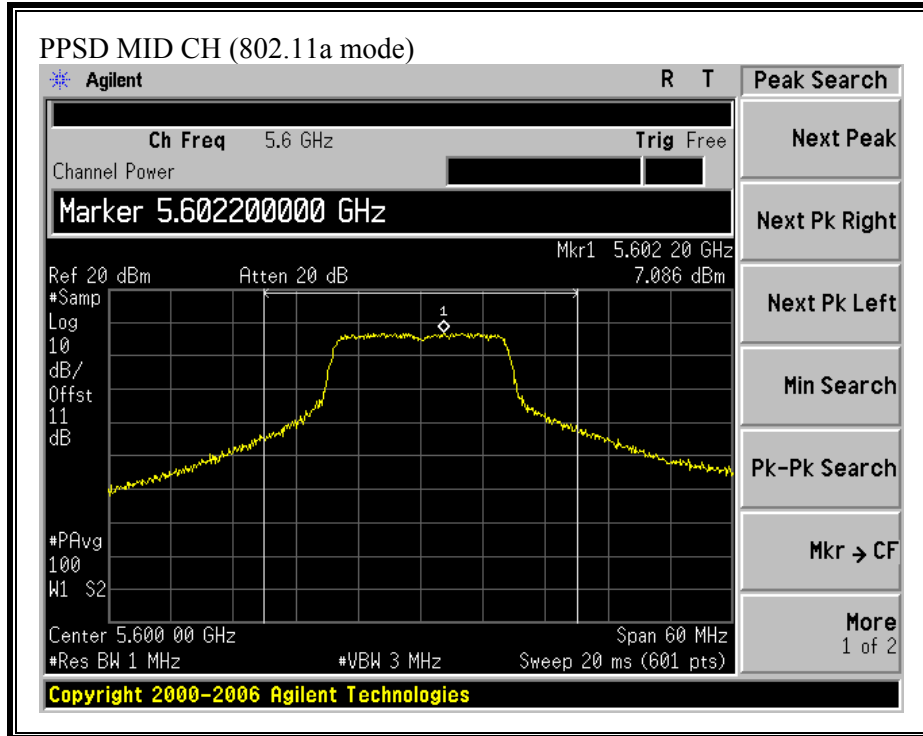 PPSD MID CH (802.11a mode)
Agilent R T Peak Search
Ch Freq 5.6 GHz Trig Free
Channel Power
Marker 5.602200000 GHz
Mkr1 5.602 20 GHz
Ref 20 dBm Atten 20 dB 7.086 dBm
#Samp
Log
10
dB/
Offst
11
dB
1
#PAvg
100
W1 S2
Center 5.600 00 GHz Span 60 MHz
#Res BW 1 MHz #VBW 3 MHz Sweep 20 ms (601 pts)
Copyright 2000-2006 Agilent Technologies
Next Peak
Next Pk Right
Next Pk Left
Min Search
Pk-Pk Search
Mkr → CF
More
1 of 2